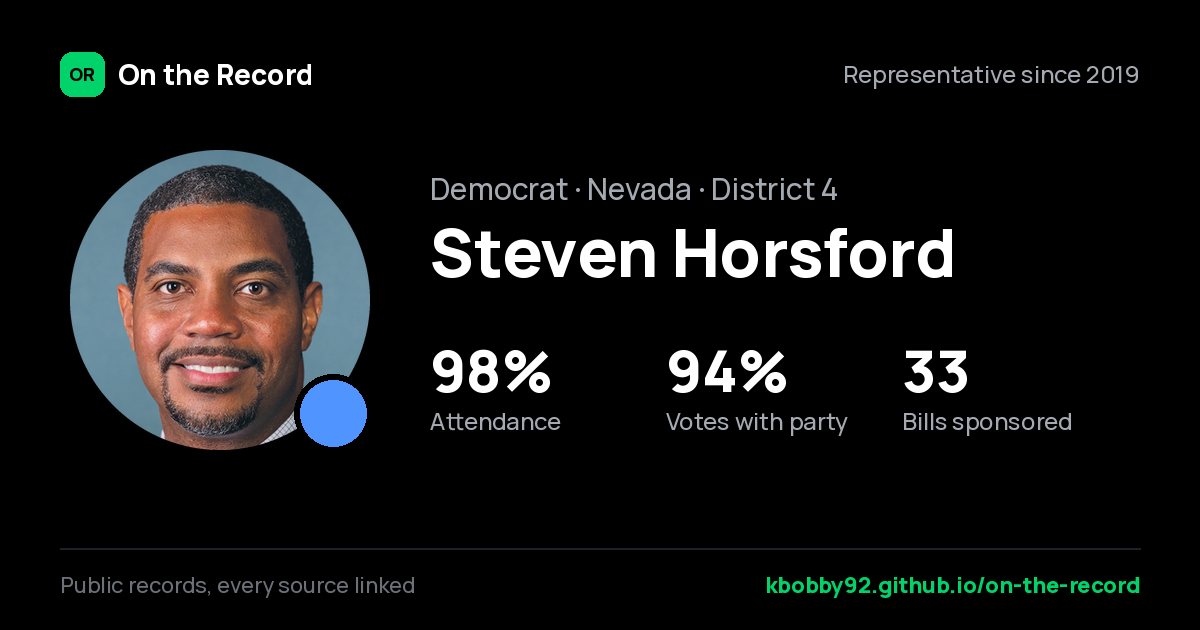 OR
On the Record
Representative since 2019
Democrat · Nevada · District 4
Steven Horsford
98%
Attendance
94%
Votes with party
33
Bills sponsored
Public records, every source linked
kbobby92.github.io/on-the-record